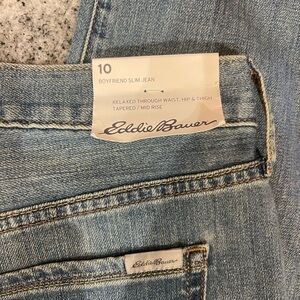 10
BOYFRIEND SLIM JEAN
RELAXED THROUGH WAIST, HIP & THIGH
TAPERED / MID RISE
Eddie Bauer
Eddie Bauer